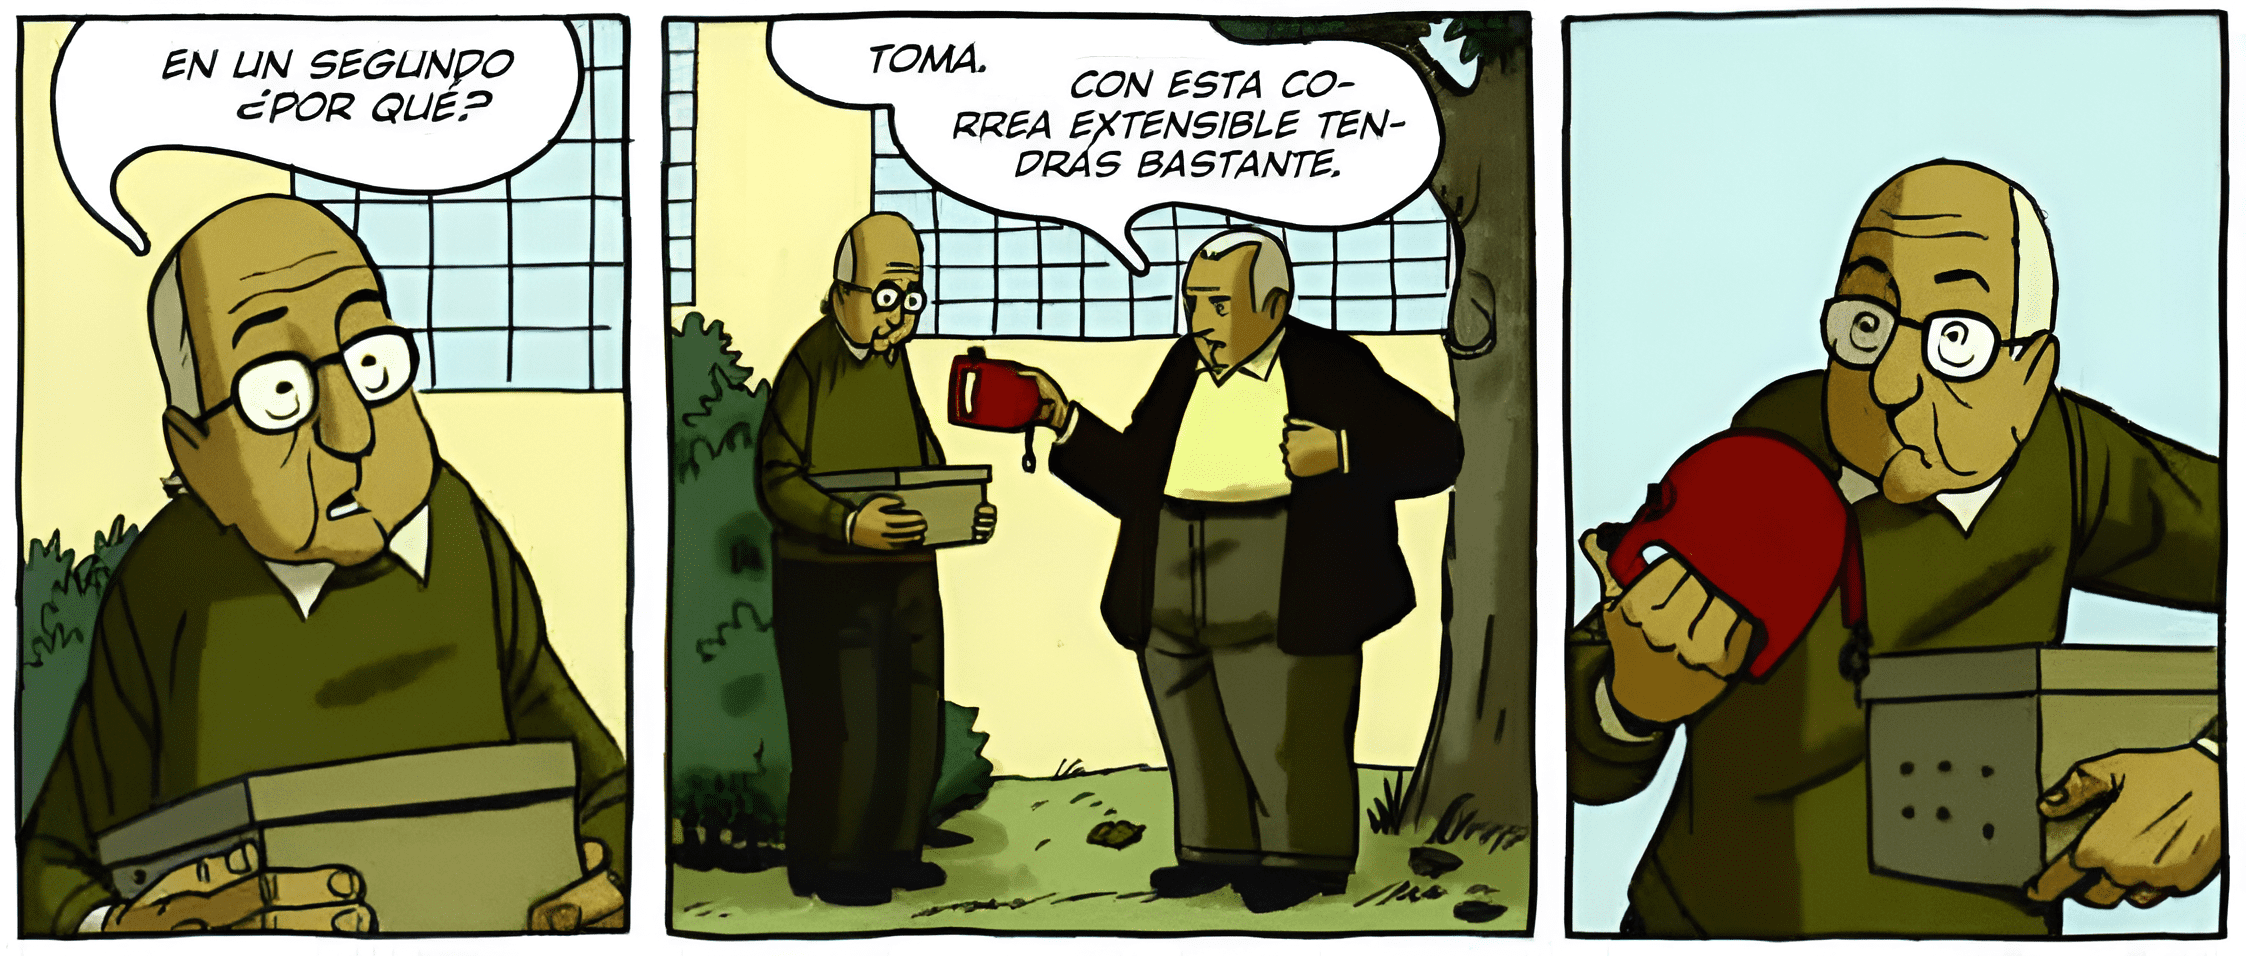 EN UN SEGUNDO
¿POR QUÉ?
TOMA.
CON ESTA CO-
RREA EXTENSIBLE TEN-
DRÁS BASTANTE.